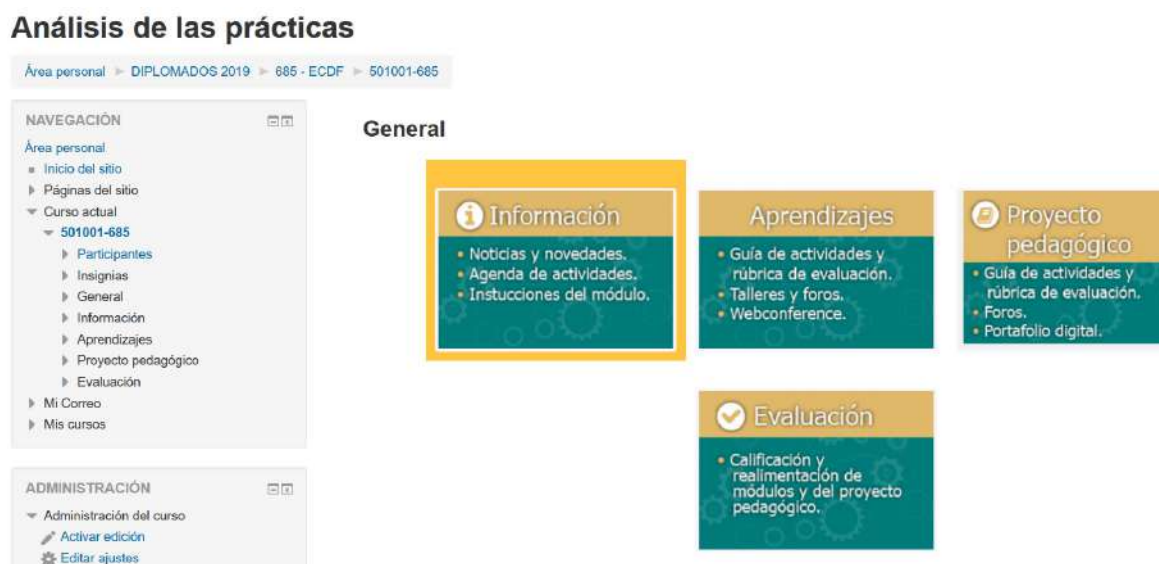 Análisis de las prácticas
Área personal ► DIPLOMADOS 2019 ► 685 - ECDF ► 501001-685
NAVEGACIÓN
Área personal
Inicio del sitio
Páginas del sitio
Curso actual
501001-685
Participantes
Insignias
General
Información
Aprendizajes
Proyecto pedagógico
Evaluación
Mi Correo
Mis cursos
ADMINISTRACIÓN
Administración del curso
Activar edición
Editar ajustes
General
Información
• Noticias y novedades.
• Agenda de actividades.
• Instucciones del módulo.
Aprendizajes
• Guía de actividades y
rúbrica de evaluación.
• Talleres y foros.
• Webconference.
Proyecto
pedagógico
• Guía de actividades y
rúbrica de evaluación.
• Foros.
• Portafolio digital.
Evaluación
• Calificación y
realimentación de
módulos y del proyecto
pedagógico.